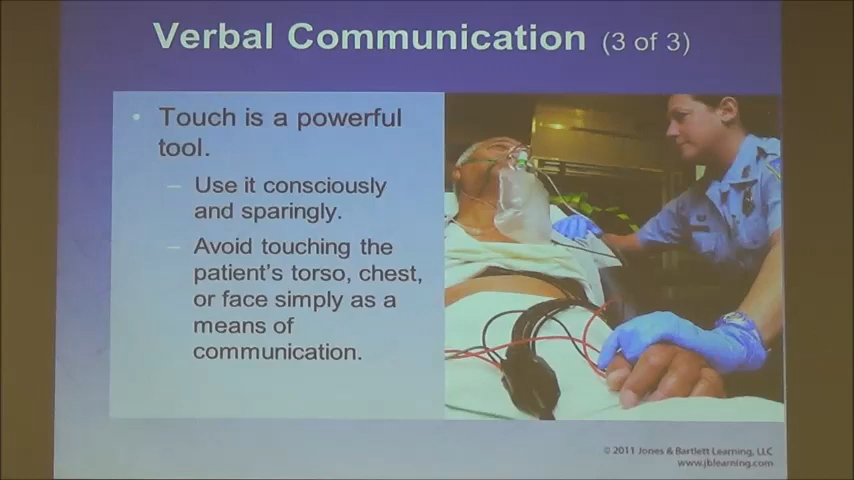 Verbal Communication (3 of 3)
• Touch is a powerful
tool.
– Use it consciously
and sparingly.
– Avoid touching the
patient's torso, chest,
or face simply as a
means of
communication.
© 2011 Jones & Bartlett Learning, LLC
www.jblearning.com